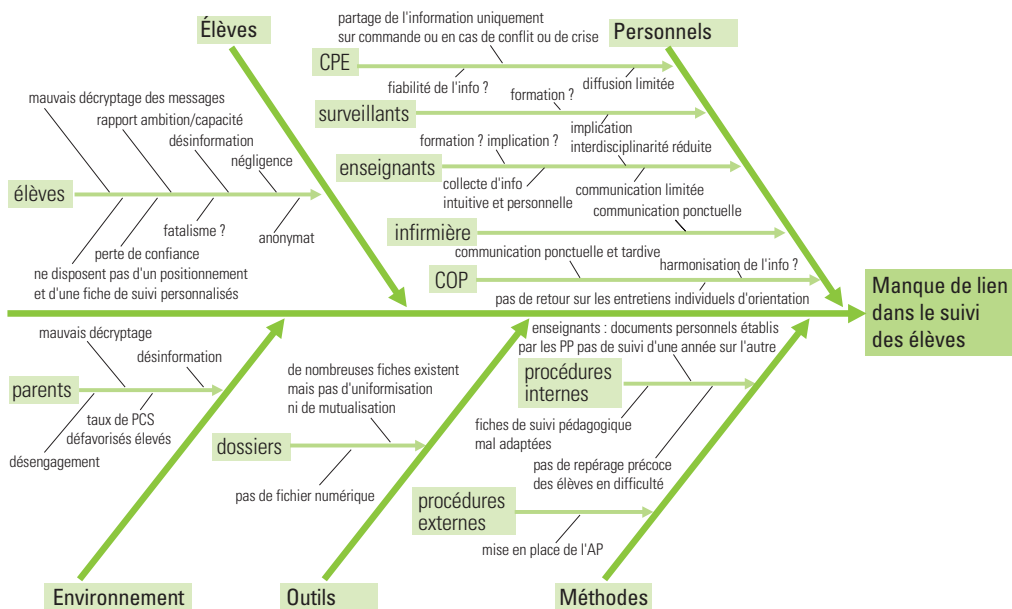 Élèves
mauvais décryptage des messages
rapport ambition/capacité
désinformation
négligence
élèves
fatalisme ?
anonymat
perte de confiance
ne disposent pas d'un positionnement
et d'une fiche de suivi personnalisés
partage de l'information uniquement
sur commande ou en cas de conflit ou de crise
Personnels
CPE
fiabilité de l'info ?
diffusion limitée
formation ?
surveillants
implication
interdisciplinarité réduite
formation ? implication ?
enseignants
collecte d'info
intuitive et personnelle
communication limitée
communication ponctuelle
infirmière
communication ponctuelle et tardive
harmonisation de l'info ?
COP
pas de retour sur les entretiens individuels d'orientation
Manque de lien
dans le suivi
des élèves
mauvais décryptage
désinformation
parents
taux de PCS
défavorisés élevés
désengagement
Environnement
de nombreuses fiches existent
mais pas d'uniformisation
ni de mutualisation
dossiers
pas de fichier numérique
Outils
enseignants : documents personnels établis
par les PP pas de suivi d'une année sur l'autre
procédures
internes
fiches de suivi pédagogique
mal adaptées
pas de repérage précoce
des élèves en difficulté
procédures
externes
mise en place de l'AP
Méthodes